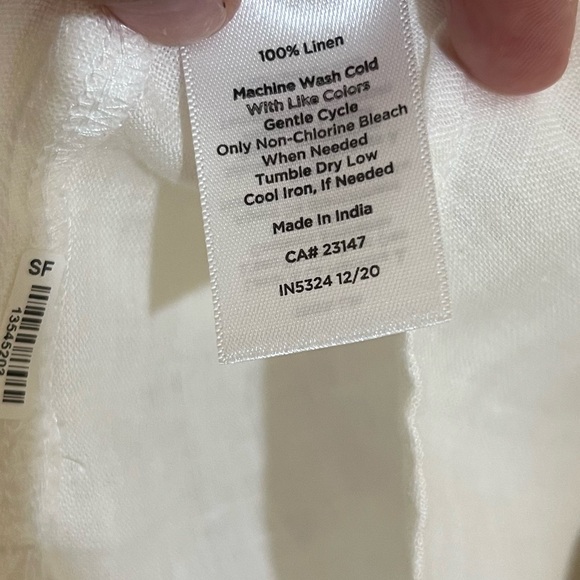 100% Linen
Machine Wash Cold
With Like Colors
Gentle Cycle
Only Non-Chlorine Bleach
When Needed
Tumble Dry Low
Cool Iron, If Needed
Made In India
CA# 23147
IN5324 12/20
SF
13545203